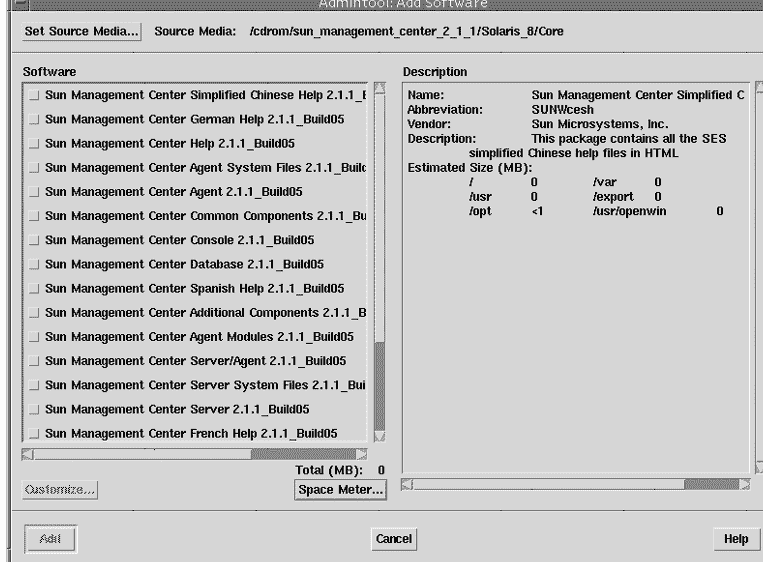 Admintool: Add Software
Set Source Media... Source Media: /cdrom/sun_management_center_2_1_1/Solaris_8/Core
Software
Sun Management Center Simplified Chinese Help 2.1.1_
Sun Management Center German Help 2.1.1_Build05
Sun Management Center Help 2.1.1_Build05
Sun Management Center Agent System Files 2.1.1_Build
Sun Management Center Agent 2.1.1_Build05
Sun Management Center Common Components 2.1.1_Bu
Sun Management Center Console 2.1.1_Build05
Sun Management Center Database 2.1.1_Build05
Sun Management Center Spanish Help 2.1.1_Build05
Sun Management Center Additional Components 2.1.1_B
Sun Management Center Agent Modules 2.1.1_Build05
Sun Management Center Server/Agent 2.1.1_Build05
Sun Management Center Server System Files 2.1.1_Bui
Sun Management Center Server 2.1.1_Build05
Sun Management Center French Help 2.1.1_Build05
Total (MB): 0
Customize... Space Meter...
Description
Name: Sun Management Center Simplified C
Abbreviation: SUNWcesh
Vendor: Sun Microsystems, Inc.
Description: This package contains all the SES
simplified Chinese help files in HTML
Estimated Size (MB):
/ 0 /var 0
/usr 0 /export 0
/opt <1 /usr/openwin 0
Add Cancel Help